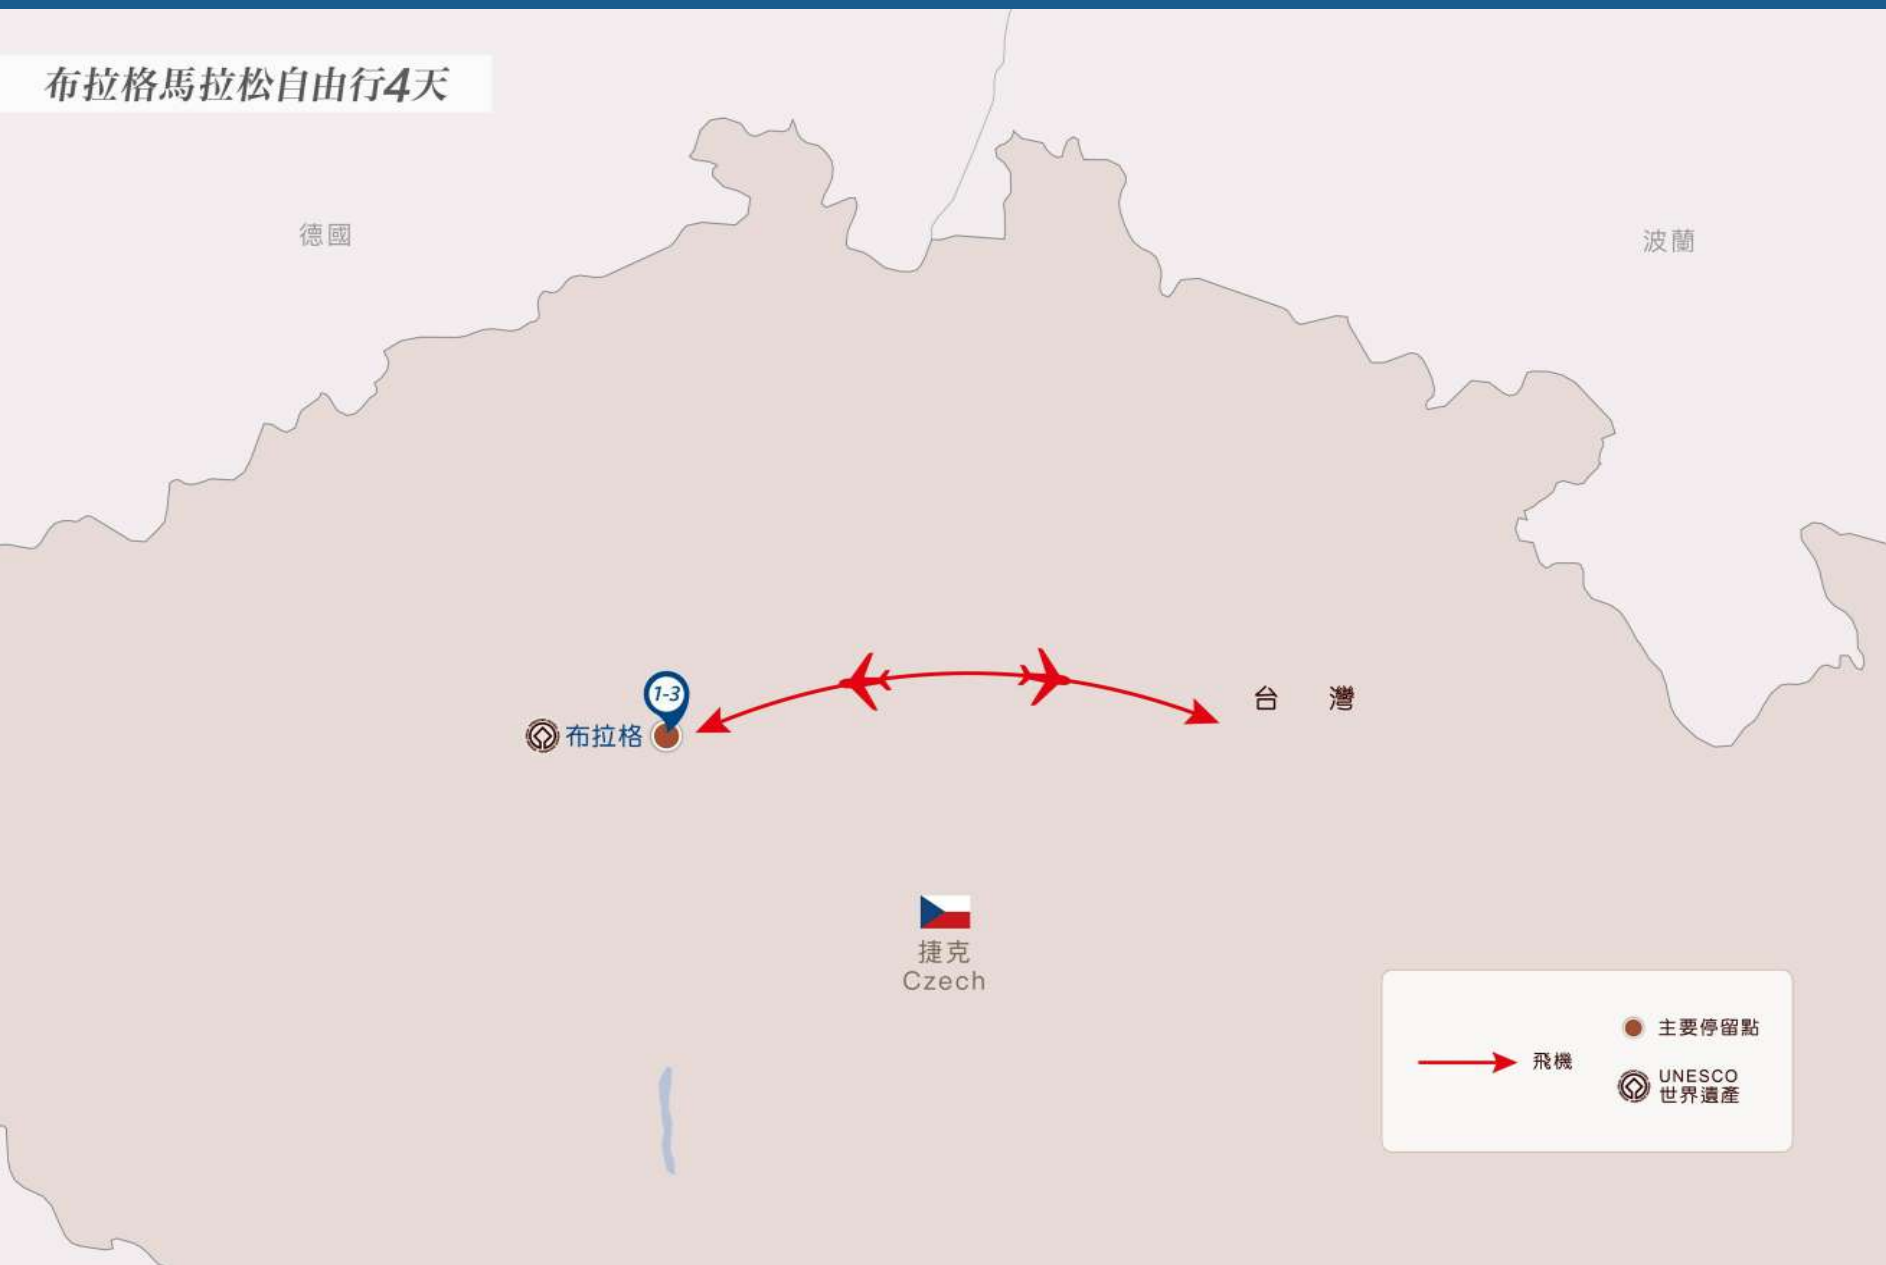 布拉格馬拉松自由行4天
德國
波蘭
1-3
布拉格
台 灣
捷克
Czech
飛機
主要停留點
UNESCO
世界遺產